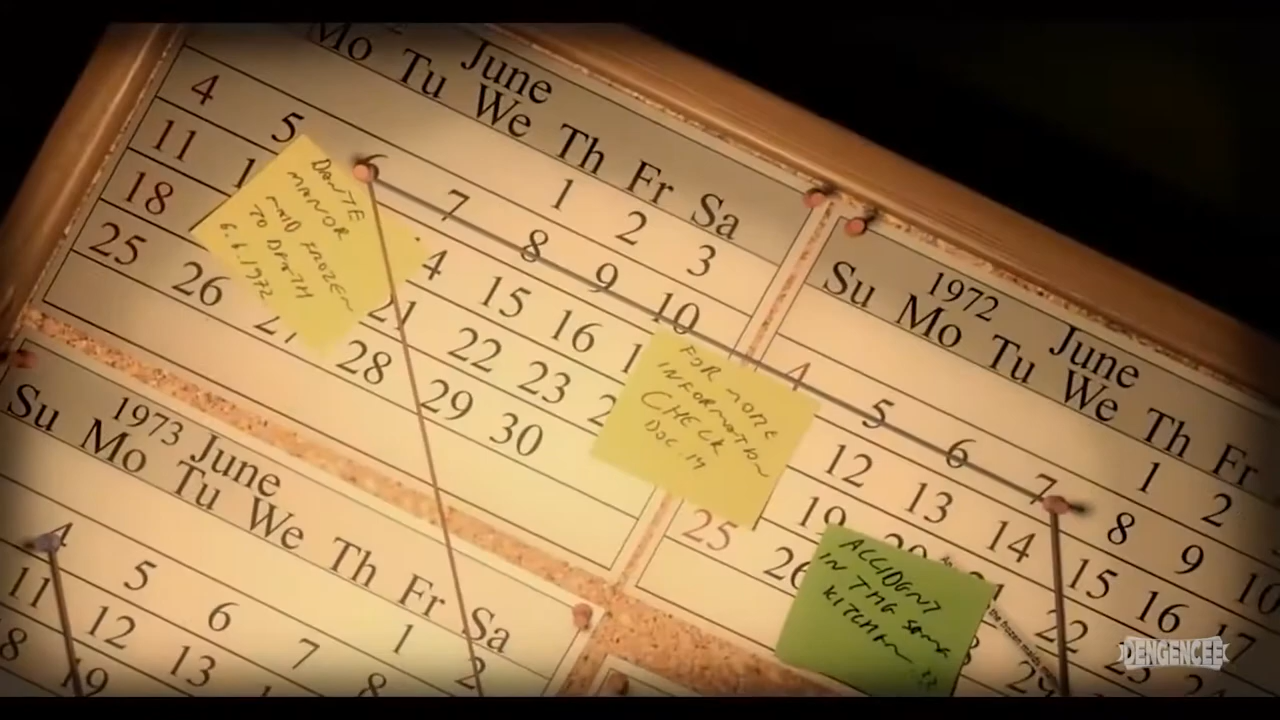 June
Mo Tu We Th Fr Sa
1 2 3
4 5 6 7 8 9 10
11 15 16
18 21 22 23
25 26 28 29 30
DANTE
MANOR
MAID FROZEN
TO DEATH
6.6.1972
FOR MORE
INFORMATION
CHECK
DOC.14
1972 June
Su Mo Tu We Th Fr
1 2
4 5 6 7 8 9 10
12 13 14 15 16 17
19 20 22 23 24
25 26 29
ACCIDENT
IN THE SAME
KITCHEN
1973 June
Su Mo Tu We Th Fr Sa
1 2
4 5 6 7 8
11 12 13
19
DENGENCEE